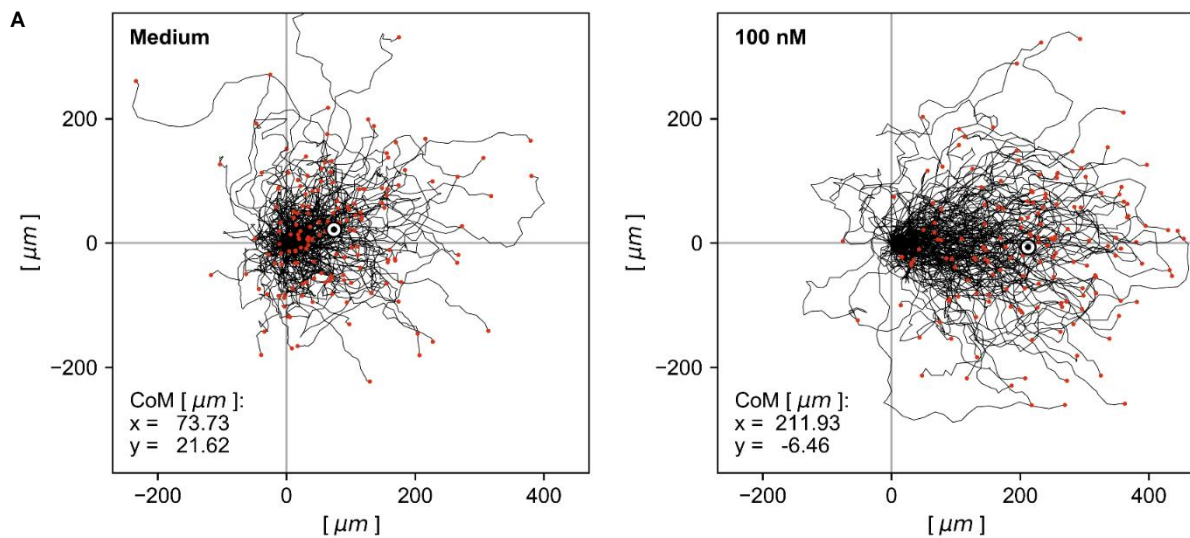 A
Medium
200
0
−200
[ µm ]
CoM [ µm ]:
x = 73.73
y = 21.62
−200 0 200 400
[ µm ]
100 nM
200
0
−200
[ µm ]
CoM [ µm ]:
x = 211.93
y = -6.46
−200 0 200 400
[ µm ]